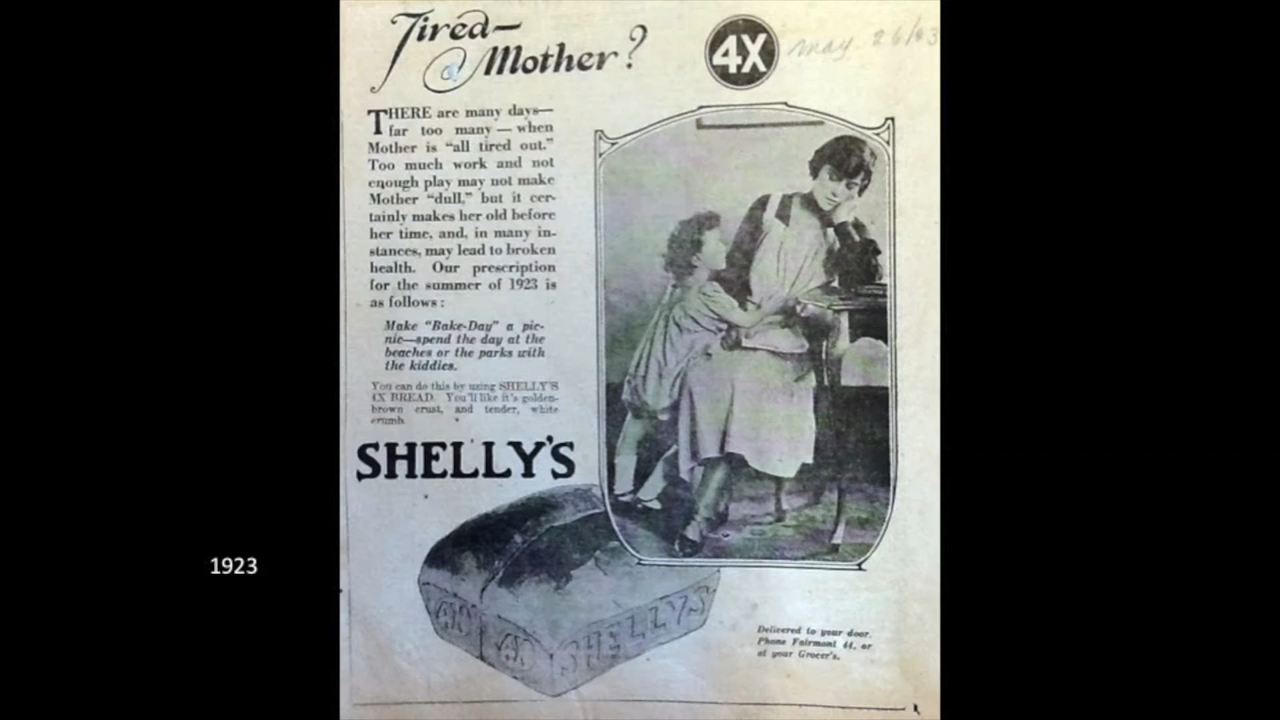 Tired—
Mother?
4X
May. 26/23
THERE are many days—
far too many — when
Mother is “all tired out.”
Too much work and not
enough play may not make
Mother “dull,” but it cer-
tainly makes her old before
her time, and, in many in-
stances, may lead to broken
health. Our prescription
for the summer of 1923 is
as follows :
Make “Bake-Day” a pic-
nic—spend the day at the
beaches or the parks with
the kiddies.
You can do this by using SHELLY'S
4X BREAD. You'll like it's golden-
brown crust, and tender, white
crumb.
SHELLY'S
4X
4X
SHELLYS
Delivered to your door.
Phone Fairmont 44, or
at your Grocer's.
1923